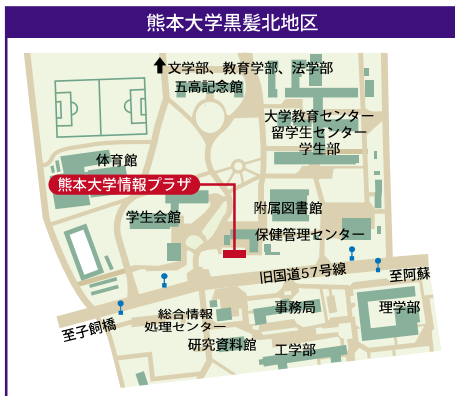 熊本大学黒髪北地区
文学部、教育学部、法学部
五高記念館
大学教育センター
留学生センター
学生部
体育館
熊本大学情報プラザ
学生会館
附属図書館
保健管理センター
旧国道57号線
至阿蘇
至子飼橋
総合情報
処理センター
事務局
理学部
研究資料館
工学部